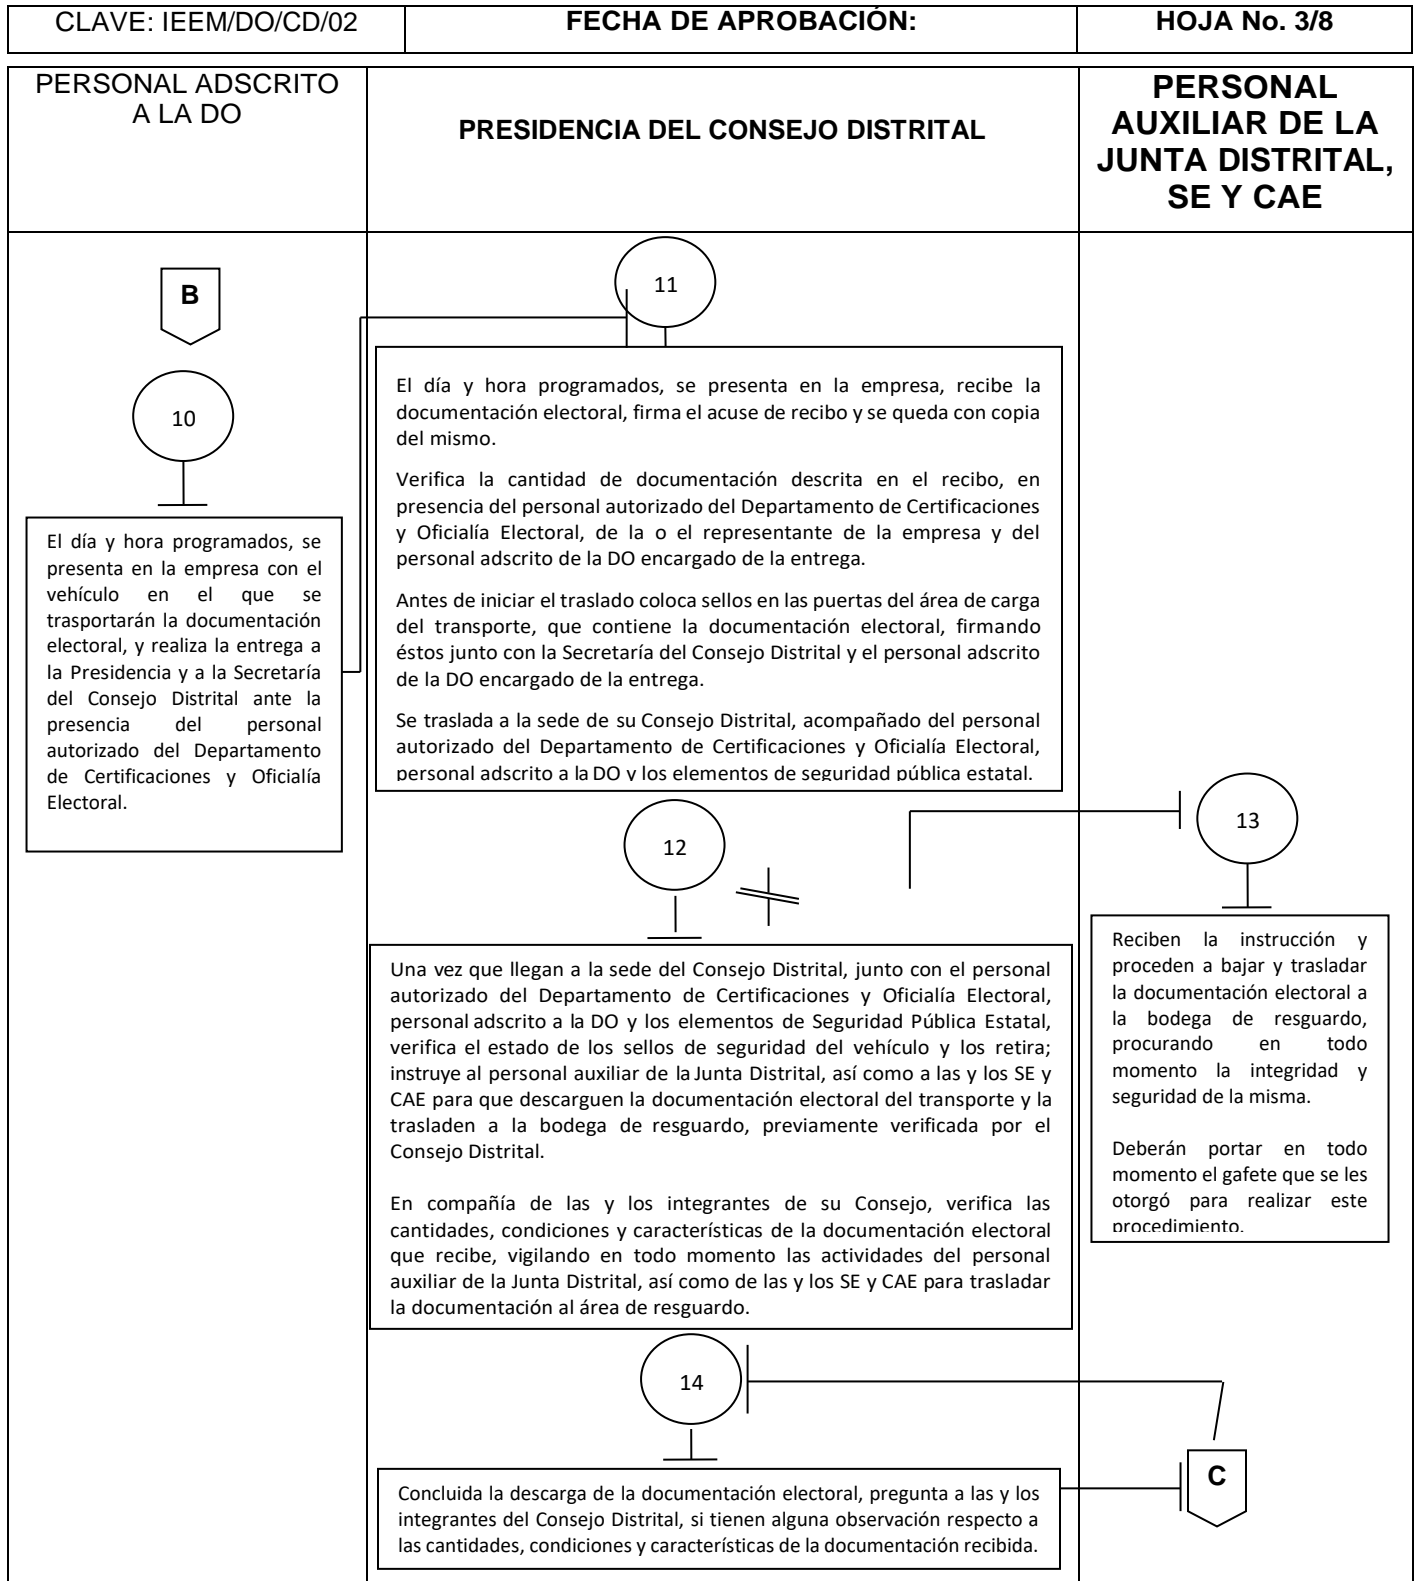 CLAVE: IEEM/DO/CD/02
FECHA DE APROBACIÓN:
HOJA No. 3/8
PERSONAL ADSCRITO
A LA DO
PRESIDENCIA DEL CONSEJO DISTRITAL
PERSONAL
AUXILIAR DE LA
JUNTA DISTRITAL,
SE Y CAE
B
10
El día y hora programados, se
presenta en la empresa con el
vehículo en el que se
trasportarán la documentación
electoral, y realiza la entrega a
la Presidencia y a la Secretaría
del Consejo Distrital ante la
presencia del personal
autorizado del Departamento
de Certificaciones y Oficialía
Electoral.
11
El día y hora programados, se presenta en la empresa, recibe la
documentación electoral, firma el acuse de recibo y se queda con copia
del mismo.
Verifica la cantidad de documentación descrita en el recibo, en
presencia del personal autorizado del Departamento de Certificaciones
y Oficialía Electoral, de la o el representante de la empresa y del
personal adscrito de la DO encargado de la entrega.
Antes de iniciar el traslado coloca sellos en las puertas del área de carga
del transporte, que contiene la documentación electoral, firmando
éstos junto con la Secretaría del Consejo Distrital y el personal adscrito
de la DO encargado de la entrega.
Se traslada a la sede de su Consejo Distrital, acompañado del personal
autorizado del Departamento de Certificaciones y Oficialía Electoral,
personal adscrito a la DO y los elementos de seguridad pública estatal.
12
Una vez que llegan a la sede del Consejo Distrital, junto con el personal
autorizado del Departamento de Certificaciones y Oficialía Electoral,
personal adscrito a la DO y los elementos de Seguridad Pública Estatal,
verifica el estado de los sellos de seguridad del vehículo y los retira;
instruye al personal auxiliar de la Junta Distrital, así como a las y los SE y
CAE para que descarguen la documentación electoral del transporte y la
trasladen a la bodega de resguardo, previamente verificada por el
Consejo Distrital.
En compañía de las y los integrantes de su Consejo, verifica las
cantidades, condiciones y características de la documentación electoral
que recibe, vigilando en todo momento las actividades del personal
auxiliar de la Junta Distrital, así como de las y los SE y CAE para trasladar
la documentación al área de resguardo.
13
Reciben la instrucción y
proceden a bajar y trasladar
la documentación electoral a
la bodega de resguardo,
procurando en todo
momento la integridad y
seguridad de la misma.
Deberán portar en todo
momento el gafete que se les
otorgó para realizar este
procedimiento.
14
Concluida la descarga de la documentación electoral, pregunta a las y los
integrantes del Consejo Distrital, si tienen alguna observación respecto a
las cantidades, condiciones y características de la documentación recibida.
C